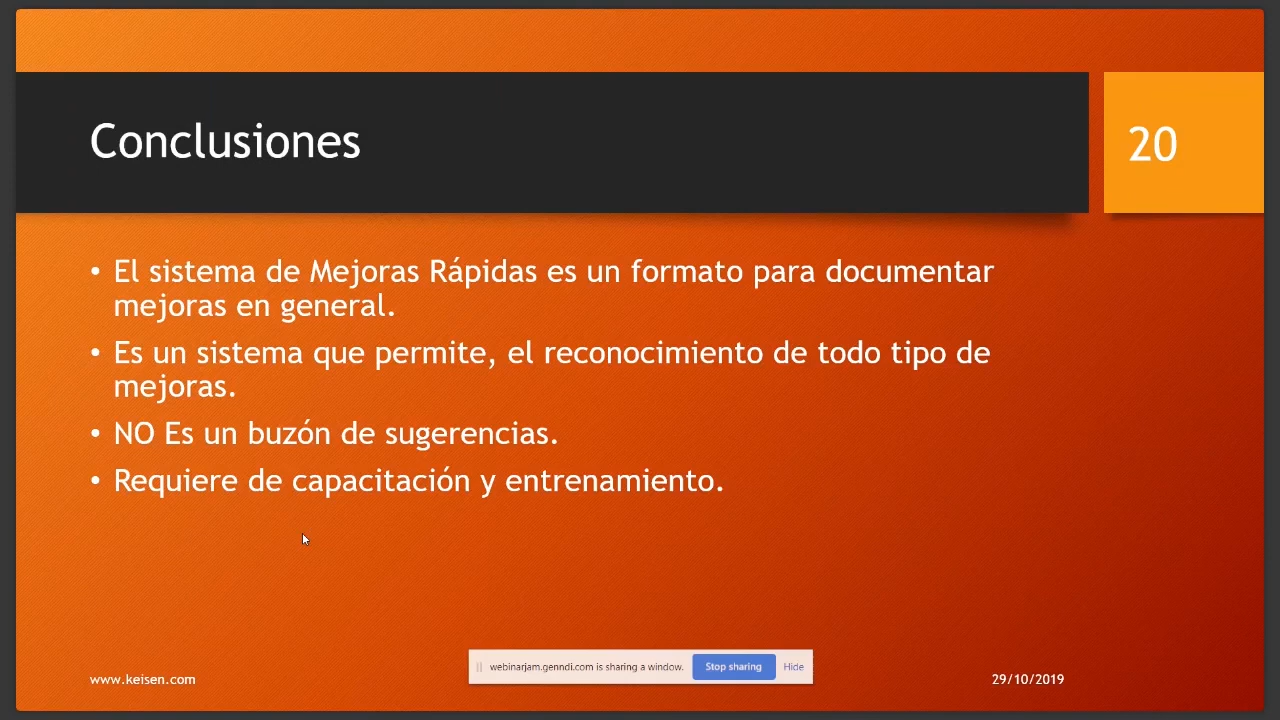 Conclusiones
20
• El sistema de Mejoras Rápidas es un formato para documentar
mejoras en general.
• Es un sistema que permite, el reconocimiento de todo tipo de
mejoras.
• NO Es un buzón de sugerencias.
• Requiere de capacitación y entrenamiento.
webinarjam.genndi.com is sharing a window. Stop sharing Hide
www.keisen.com 29/10/2019